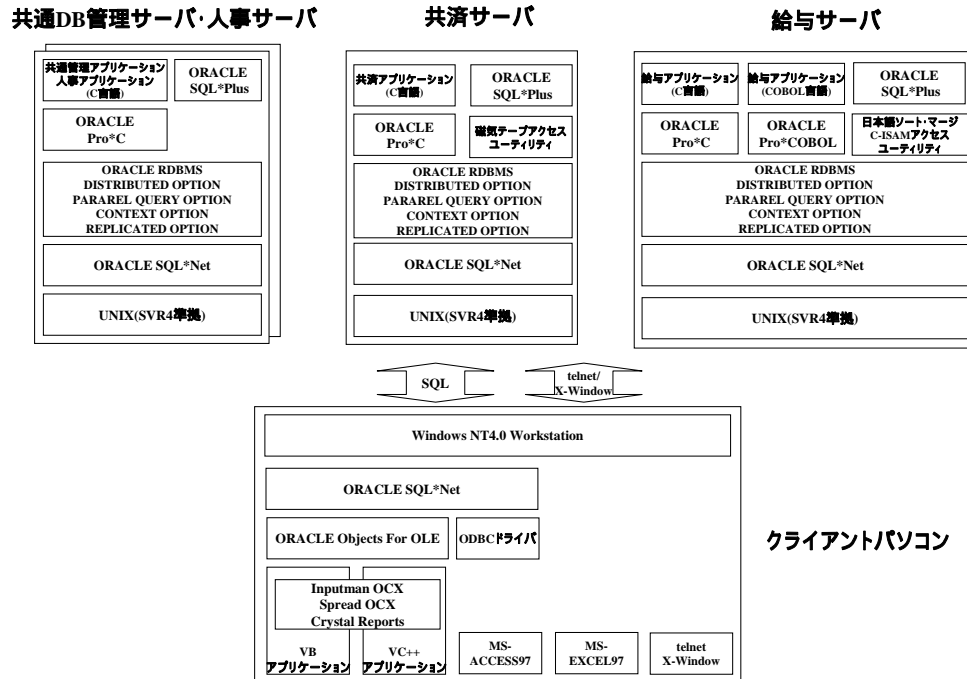 共通DB管理サーバ・人事サーバ
共通管理アプリケーション
人事アプリケーション
(C言語)
ORACLE
SQL*Plus
ORACLE
Pro*C
ORACLE RDBMS
DISTRIBUTED OPTION
PARAREL QUERY OPTION
CONTEXT OPTION
REPLICATED OPTION
ORACLE SQL*Net
UNIX(SVR4準拠)
共済サーバ
共済アプリケーション
(C言語)
ORACLE
SQL*Plus
ORACLE
Pro*C
磁気テープアクセス
ユーティリティ
ORACLE RDBMS
DISTRIBUTED OPTION
PARAREL QUERY OPTION
CONTEXT OPTION
REPLICATED OPTION
ORACLE SQL*Net
UNIX(SVR4準拠)
給与サーバ
給与アプリケーション
(C言語)
給与アプリケーション
(COBOL言語)
ORACLE
SQL*Plus
ORACLE
Pro*C
ORACLE
Pro*COBOL
日本語ソート・マージ
C-ISAMアクセス
ユーティリティ
ORACLE RDBMS
DISTRIBUTED OPTION
PARAREL QUERY OPTION
CONTEXT OPTION
REPLICATED OPTION
ORACLE SQL*Net
UNIX(SVR4準拠)
SQL
telnet/
X-Window
Windows NT4.0 Workstation
ORACLE SQL*Net
ORACLE Objects For OLE
ODBCドライバ
クライアントパソコン
Inputman OCX
Spread OCX
Crystal Reports
VB
アプリケーション
VC++
アプリケーション
MS-
ACCESS97
MS-
EXCEL97
telnet
X-Window